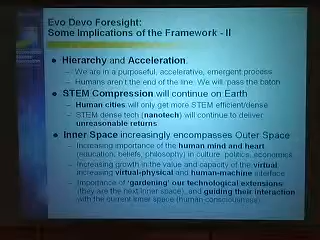 Evo Devo Foresight:
Some Implications of the Framework - II
● Hierarchy and Acceleration.
– We are in a purposeful, accelerative, emergent process
– Humans aren't the end of the line. We will pass the baton.
● STEM Compression will continue on Earth
– Human cities will only get more STEM efficient/dense
– STEM dense tech (nanotech) will continue to deliver
unreasonable returns
● Inner Space increasingly encompasses Outer Space
– Increasing importance of the human mind and heart
(education, beliefs, philosophy) in culture, politics, economics.
– Increasing growth in the value and capacity of the virtual
increasing virtual-physical and human-machine interface
– Importance of 'gardening' our technological extensions
(they are the next inner space), and guiding their interaction
with the current inner space (human consciousness).